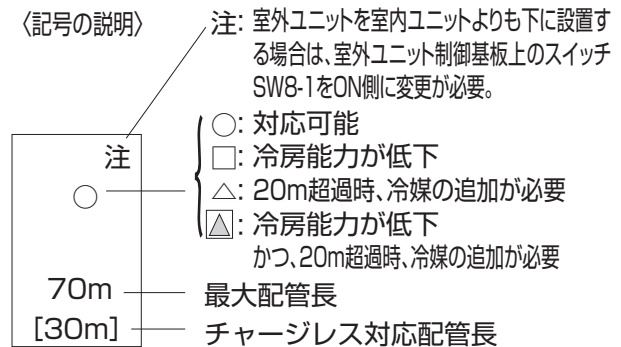 〈記号の説明〉
注: 室外ユニットを室内ユニットよりも下に設置す
る場合は、室外ユニット制御基板上のスイッチ
SW8-1をON側に変更が必要。
注
○
○: 対応可能
□: 冷房能力が低下
△: 20m超過時、冷媒の追加が必要
: 冷房能力が低下
かつ、20m超過時、冷媒の追加が必要
70m 最大配管長
[30m] チャージレス対応配管長